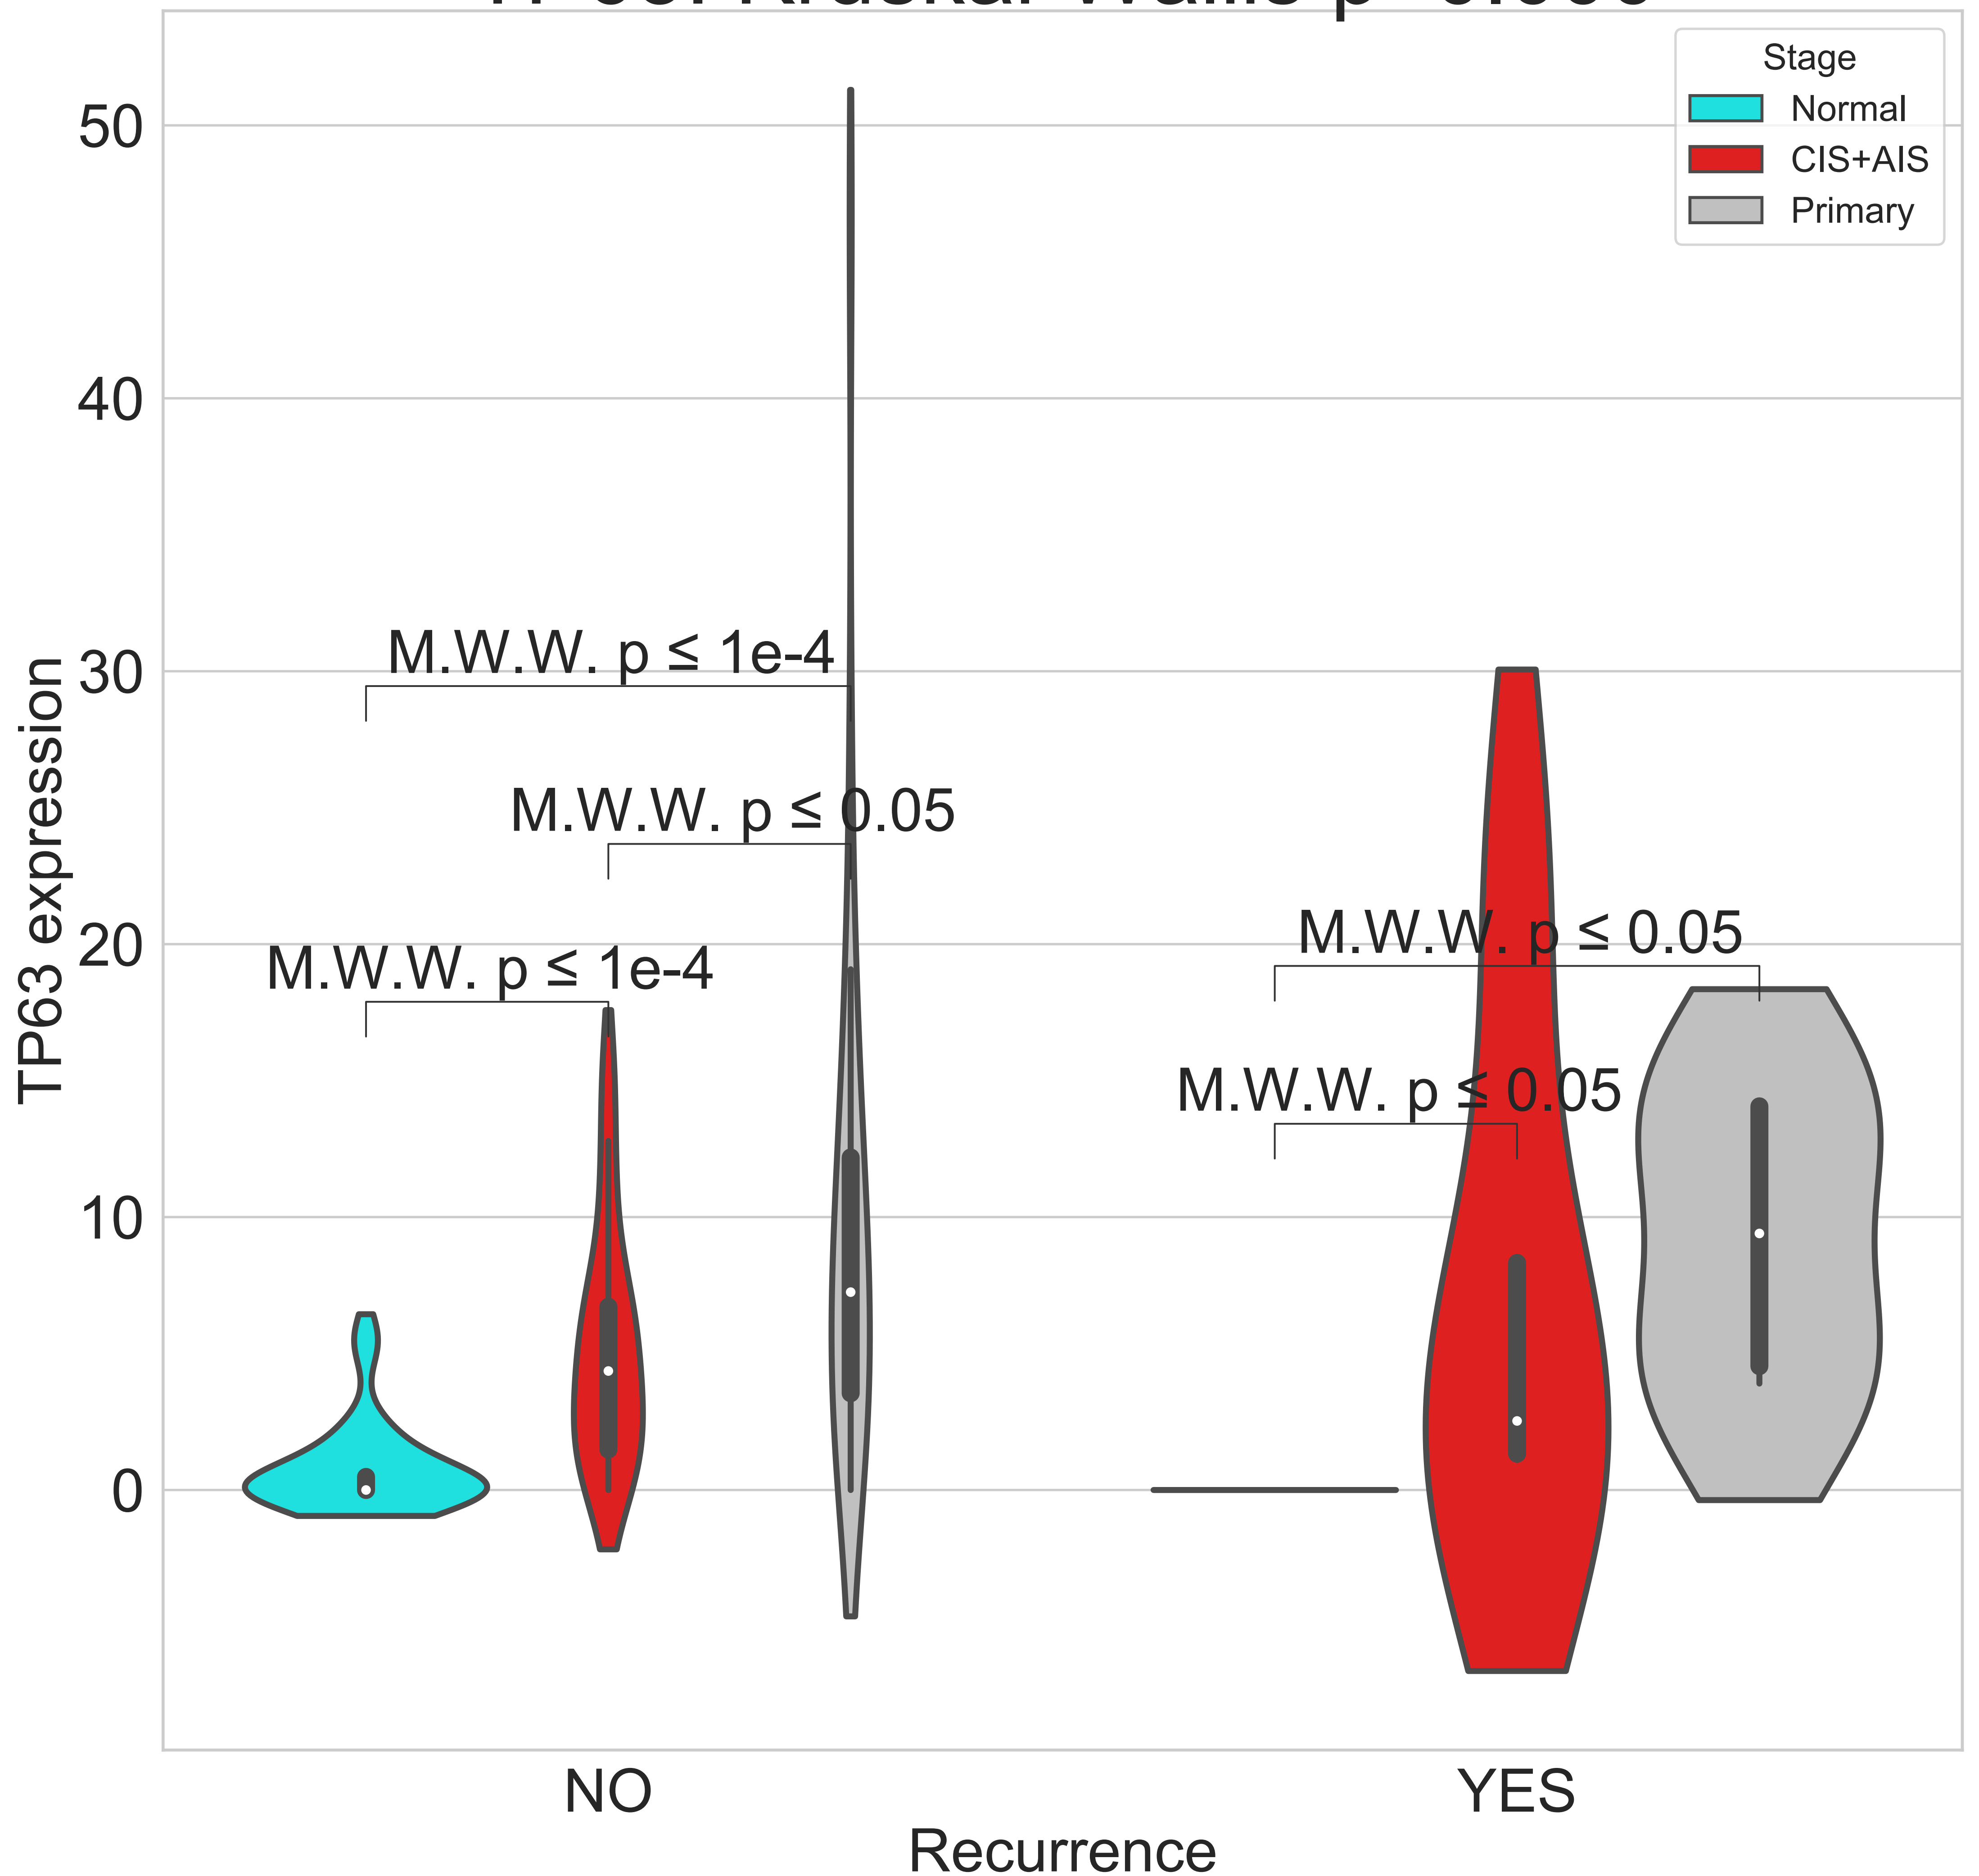 Stage
Normal
CIS+AIS
Primary
50
40
30
20
10
0
TP63 expression
M.W.W. p ≤ 1e-4
M.W.W. p ≤ 0.05
M.W.W. p ≤ 1e-4
M.W.W. p ≤ 0.05
M.W.W. p ≤ 0.05
NO
YES
Recurrence